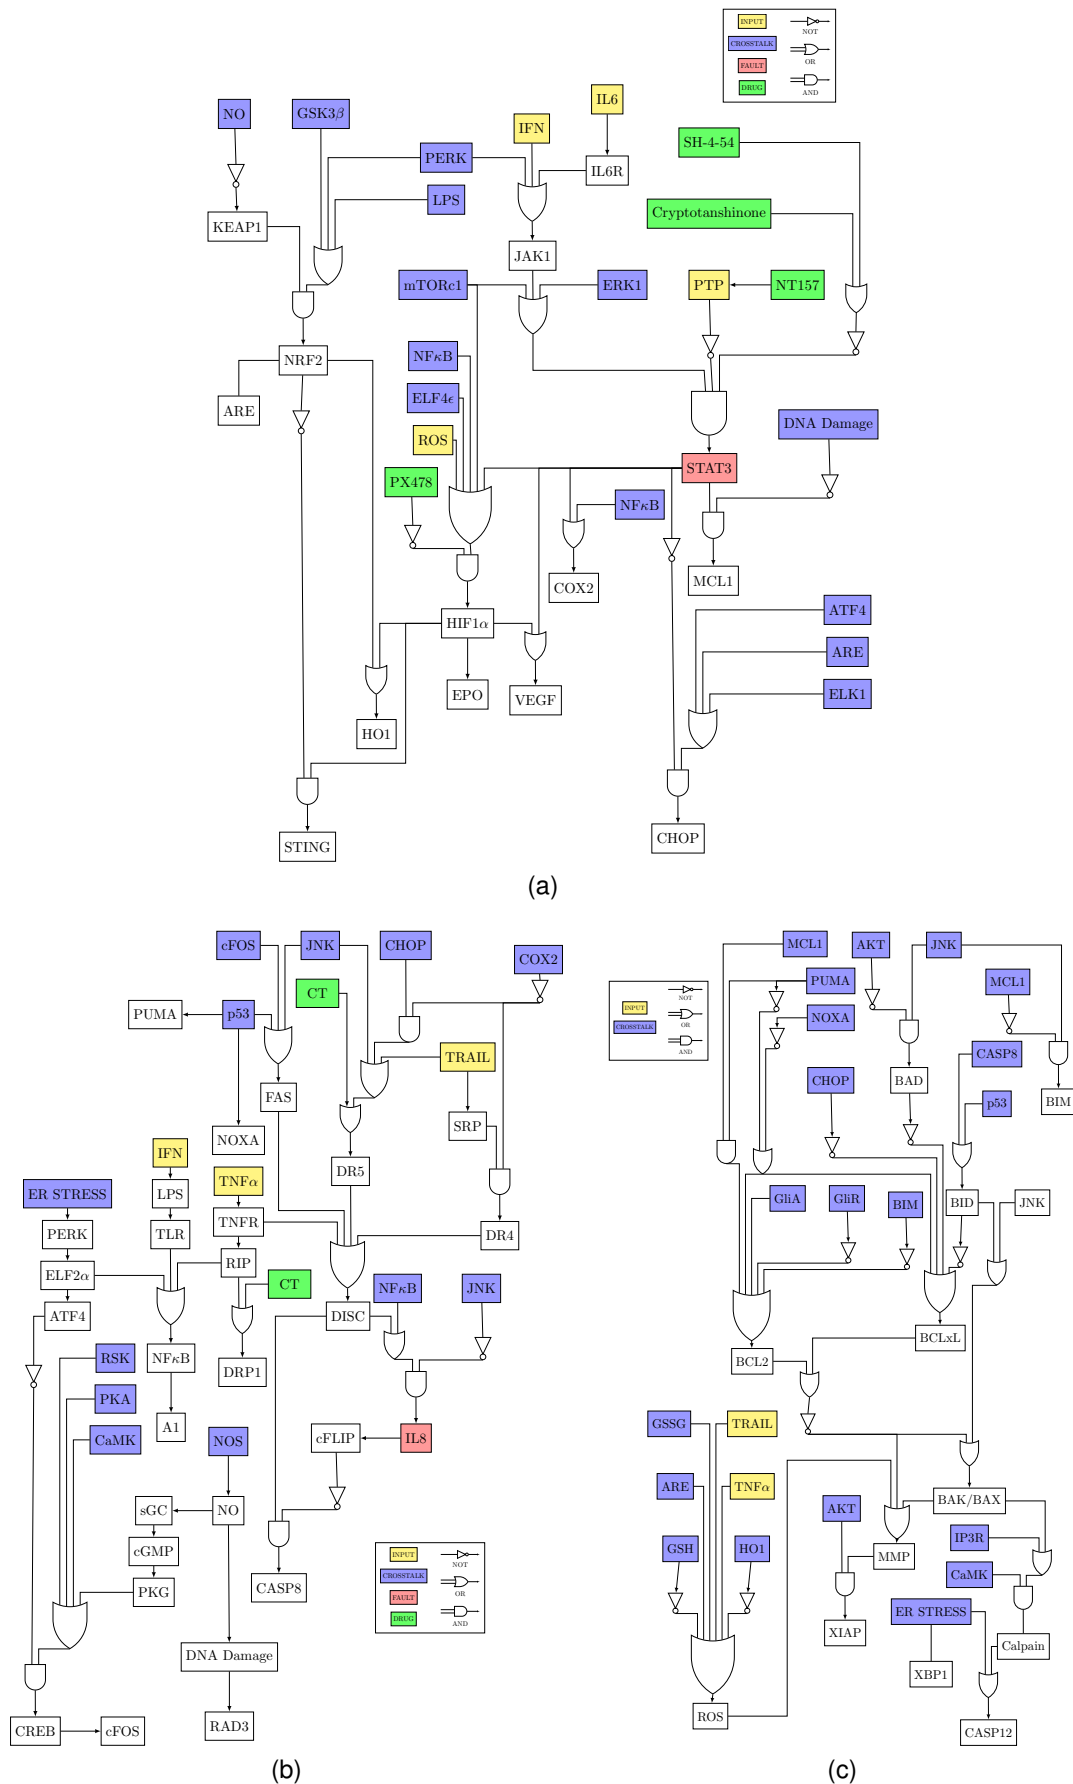 INPUT
NOT
CROSSTALK
OR
FAULT
DRUG
AND
NO
GSK3β
IL6
IFN
PERK
IL6R
SH-4-54
LPS
Cryptotanshinone
KEAP1
JAK1
mTORc1
ERK1
PTP
NT157
NRF2
NFκB
ELF4ϵ
ARE
DNA Damage
ROS
STAT3
PX478
NFκB
COX2
MCL1
HIF1α
ATF4
ARE
EPO
VEGF
ELK1
HO1
STING
CHOP
(a)
cFOS
JNK
CHOP
COX2
CT
PUMA
p53
TRAIL
FAS
SRP
NOXA
IFN
DR5
TNFα
ER STRESS
LPS
PERK
TLR
TNFR
DR4
RIP
ELF2α
CT
NFκB
JNK
ATF4
DISC
RSK
NFκB
DRP1
PKA
A1
CaMK
NOS
cFLIP
IL8
sGC
NO
cGMP
PKG
CASP8
INPUT
NOT
CROSSTALK
OR
FAULT
DRUG
AND
DNA Damage
CREB
cFOS
RAD3
(b)
MCL1
AKT
JNK
PUMA
MCL1
INPUT
NOT
CROSSTALK
OR
AND
NOXA
CASP8
CHOP
BAD
p53
BIM
GliA
GliR
BIM
BID
JNK
BCLxL
BCL2
GSSG
TRAIL
ARE
TNFα
BAK/BAX
AKT
IP3R
GSH
HO1
MMP
CaMK
ER STRESS
XIAP
Calpain
XBP1
ROS
CASP12
(c)